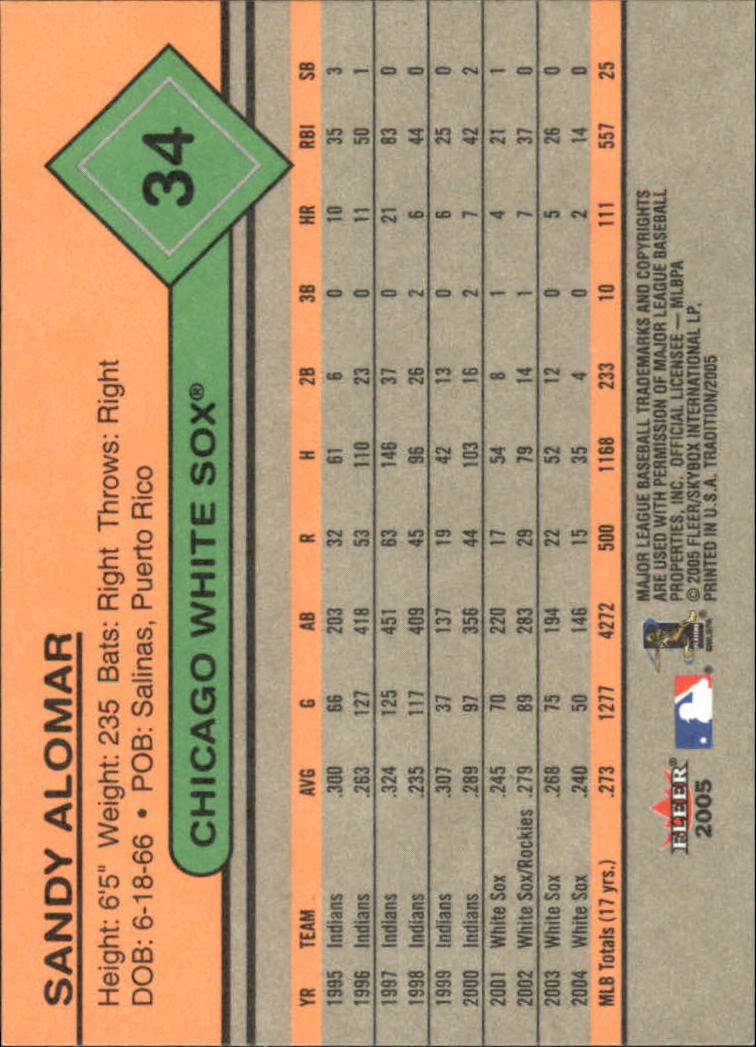 SANDY ALOMAR
Height: 6'5" Weight: 235 Bats: Right Throws: Right
DOB: 6-18-66 • POB: Salinas, Puerto Rico
34
CHICAGO WHITE SOX®
YR TEAM AVG G AB R H 2B 3B HR RBI SB
1995 Indians .300 66 203 32 61 6 0 10 35 3
1996 Indians .263 127 418 53 110 23 0 11 50 1
1997 Indians .324 125 451 63 146 37 0 21 83 0
1998 Indians .235 117 409 45 96 26 2 6 44 0
1999 Indians .307 37 137 19 42 13 0 6 25 0
2000 Indians .289 97 356 44 103 16 2 7 42 2
2001 White Sox .245 70 220 17 54 8 1 4 21 1
2002 White Sox/Rockies .279 89 283 29 79 14 1 7 37 0
2003 White Sox .268 75 194 22 52 12 0 5 26 0
2004 White Sox .240 50 146 15 35 4 0 2 14 0
MLB Totals (17 yrs.) .273 1277 4272 500 1168 233 10 111 557 25
FLEER®
2005
MAJOR LEAGUE BASEBALL TRADEMARKS AND COPYRIGHTS
ARE USED WITH PERMISSION OF MAJOR LEAGUE BASEBALL
PROPERTIES, INC. OFFICIAL LICENSEE — MLBPA
© 2005 FLEER/SKYBOX INTERNATIONAL LP.
PRINTED IN U.S.A. TRADITION/2005